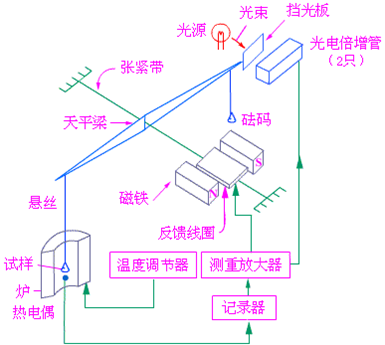 光束
挡光板
光源
光电倍增管
（2只）
张紧带
天平梁
砝码
S
N
磁铁
悬丝
反馈线圈
试样
炉
热电偶
温度调节器
测重放大器
记录器